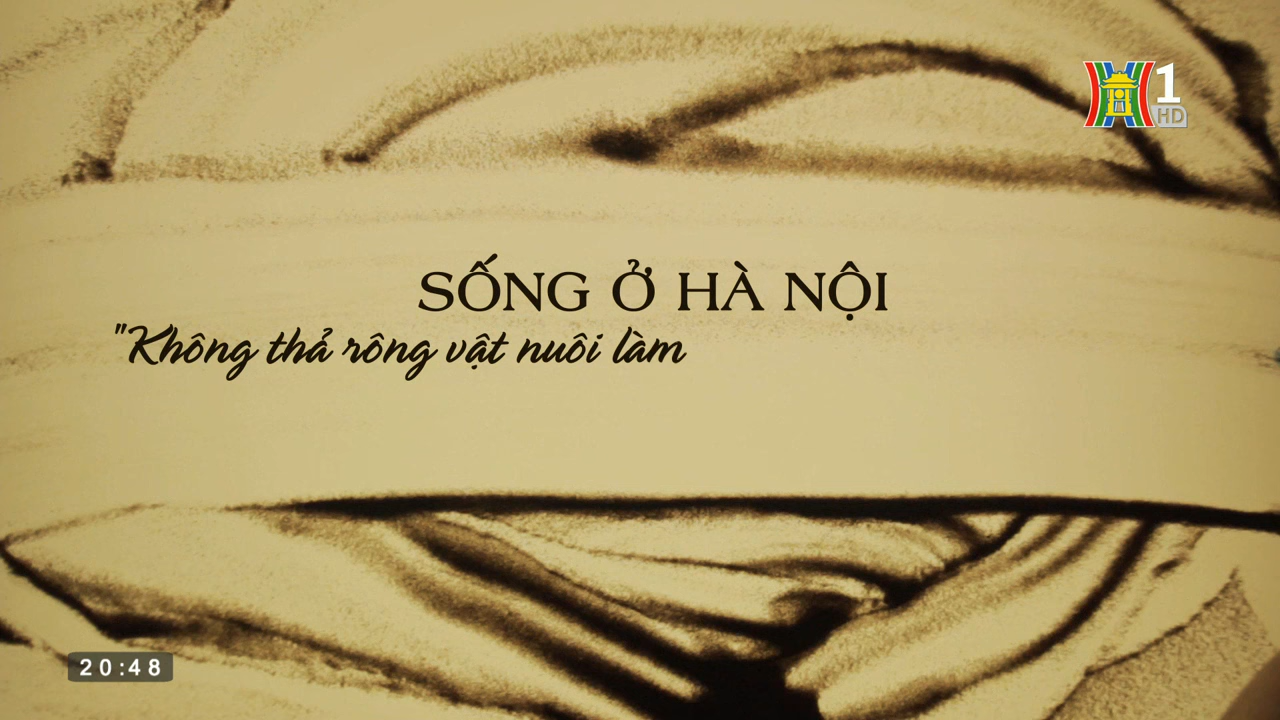 1
HD
SỐNG Ở HÀ NỘI
"Không thả rông vật nuôi làm
20:48